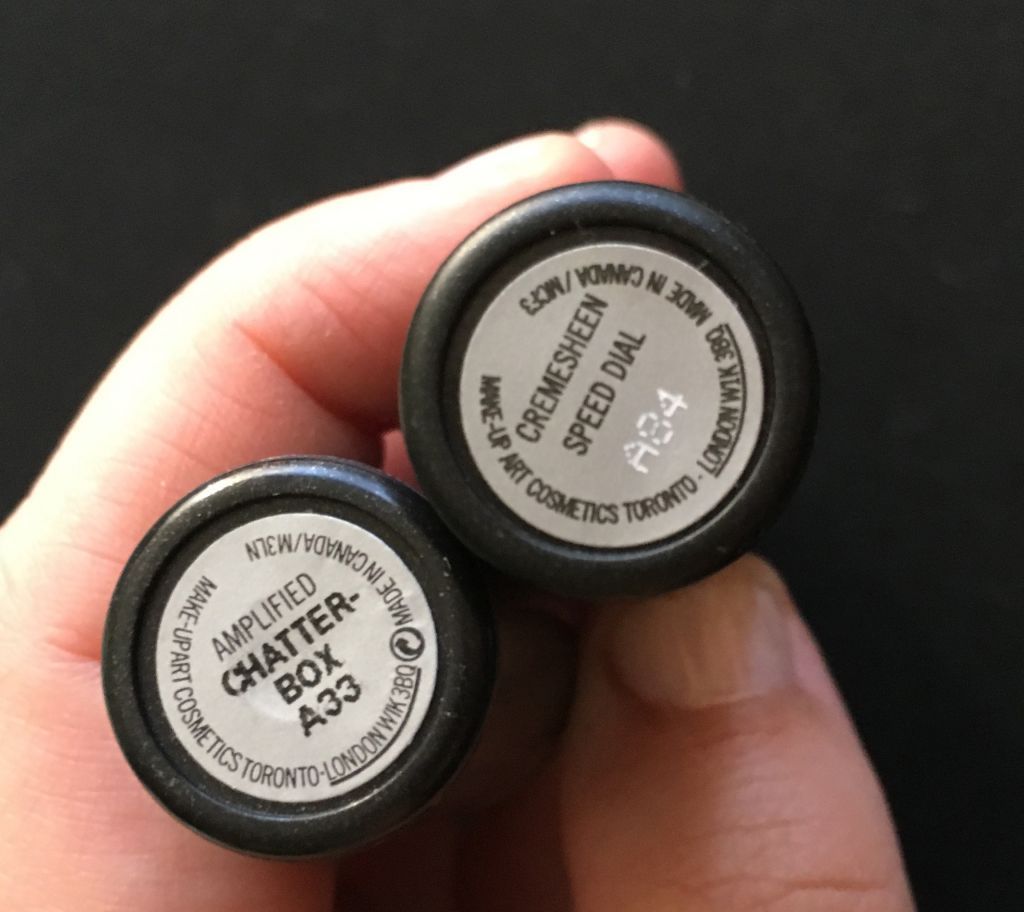 CREMESHEEN
SPEED DIAL
A84
MAKE-UP ART COSMETICS TORONTO - LONDON W1K 3BQ MADE IN CANADA / MCF3
AMPLIFIED
CHATTER-
BOX
A33
MAKE-UP ART COSMETICS TORONTO-LONDON W1K 3BQ MADE IN CANADA/M3LN